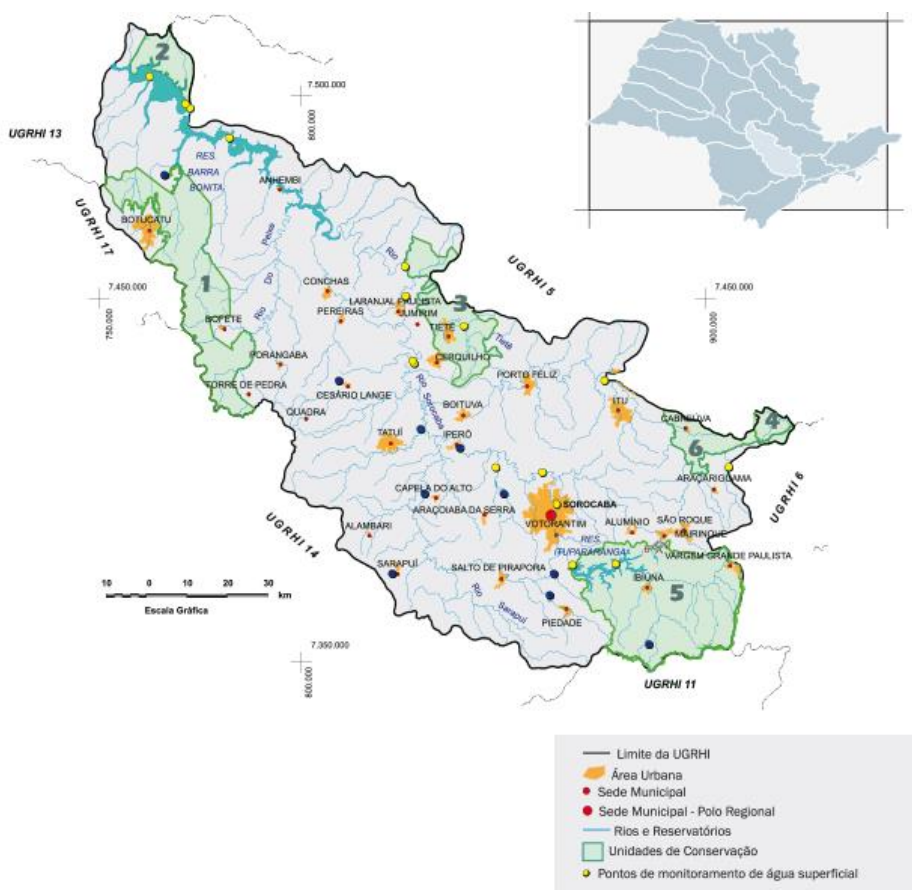 2
7.500.000
800.000
UGRHI 13
RES.
BARRA
BONITA
ANHEMBI
UGRHI 17
BOTUCATU
Peixe
Do
Rio
Rio
UGRHI 5
1
7.450.000
750.000
CONCHAS
LARANJAL PAULISTA
3
JUMIRIM
PEREIRAS
TIETÊ
Tietê
7.450.000
900.000
BOFETE
CERQUILHO
PORANGABA
TORRE DE PEDRA
CESÁRIO LANGE
PORTO FELIZ
Rio Sorocaba
QUADRA
BOITUVA
ITU
CABREÚVA
4
TATUÍ
IPERÓ
6
ARAÇARIGUAMA
UGRHI 6
CAPELA DO ALTO
ARAÇOIABA DA SERRA
SOROCABA
VOTORANTIM
ALUMÍNIO
SÃO ROQUE
MAIRINQUE
UGRHI 14
ALAMBARI
RES.
ITUPARARANGA
VARGEM GRANDE PAULISTA
SARAPUÍ
SALTO DE PIRAPORA
IBIÚNA
5
Rio
Sarapuí
PIEDADE
10 0 10 20 30
km
Escala Gráfica
7.350.000
800.000
UGRHI 11
Limite da UGRHI
Área Urbana
Sede Municipal
Sede Municipal - Polo Regional
Rios e Reservatórios
Unidades de Conservação
Pontos de monitoramento de água superficial